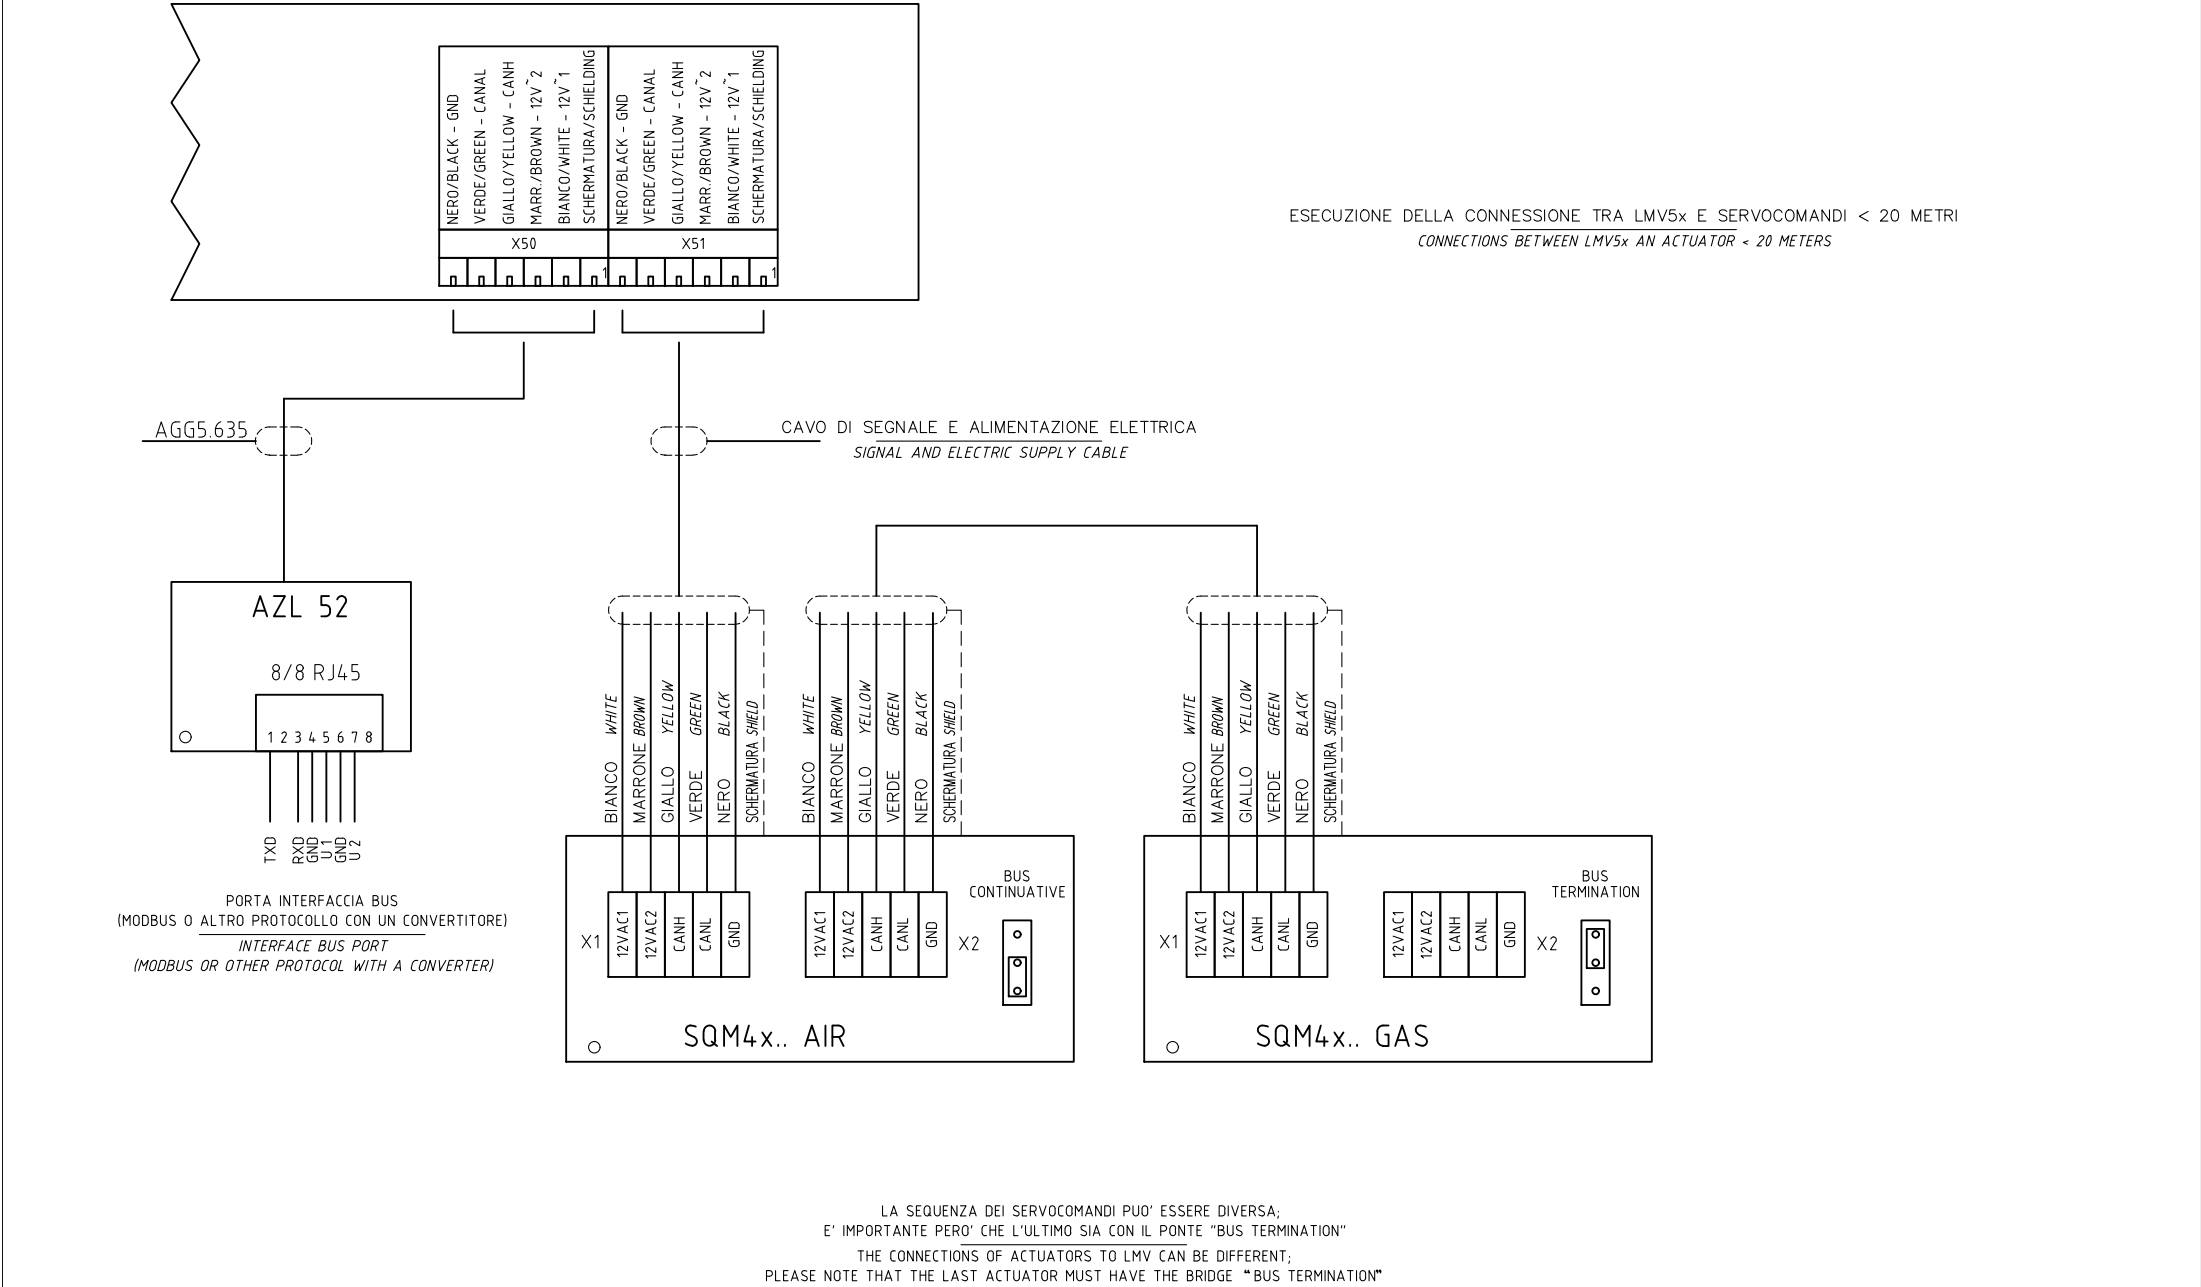 NERO/BLACK - GND
VERDE/GREEN - CANAL
GIALLO/YELLOW - CANH
MARR./BROWN - 12V~2
BIANCO/WHITE - 12V~1
SCHERMATURA/SCHIELDING
NERO/BLACK - GND
VERDE/GREEN - CANAL
GIALLO/YELLOW - CANH
MARR./BROWN - 12V~2
BIANCO/WHITE - 12V~1
SCHERMATURA/SCHIELDING
X50
X51
1
1
ESECUZIONE DELLA CONNESSIONE TRA LMV5x E SERVOCOMANDI < 20 METRI
CONNECTIONS BETWEEN LMV5x AN ACTUATOR < 20 METERS
AGG5.635
CAVO DI SEGNALE E ALIMENTAZIONE ELETTRICA
SIGNAL AND ELECTRIC SUPPLY CABLE
AZL 52
8/8 RJ45
1 2 3 4 5 6 7 8
TXD
RXD
GND
U1
GND
U2
PORTA INTERFACCIA BUS
(MODBUS O ALTRO PROTOCOLLO CON UN CONVERTITORE)
INTERFACE BUS PORT
(MODBUS OR OTHER PROTOCOL WITH A CONVERTER)
BIANCO WHITE
MARRONE BROWN
GIALLO YELLOW
VERDE GREEN
NERO BLACK
SCHERMATURA SHIELD
BIANCO WHITE
MARRONE BROWN
GIALLO YELLOW
VERDE GREEN
NERO BLACK
SCHERMATURA SHIELD
BIANCO WHITE
MARRONE BROWN
GIALLO YELLOW
VERDE GREEN
NERO BLACK
SCHERMATURA SHIELD
X1
12VAC1
12VAC2
CANH
CANL
GND
12VAC1
12VAC2
CANH
CANL
GND
X2
BUS
CONTINUATIVE
SQM4x.. AIR
X1
12VAC1
12VAC2
CANH
CANL
GND
12VAC1
12VAC2
CANH
CANL
GND
X2
BUS
TERMINATION
SQM4x.. GAS
LA SEQUENZA DEI SERVOCOMANDI PUO' ESSERE DIVERSA;
E' IMPORTANTE PERO' CHE L'ULTIMO SIA CON IL PONTE "BUS TERMINATION"
THE CONNECTIONS OF ACTUATORS TO LMV CAN BE DIFFERENT;
PLEASE NOTE THAT THE LAST ACTUATOR MUST HAVE THE BRIDGE “BUS TERMINATION”